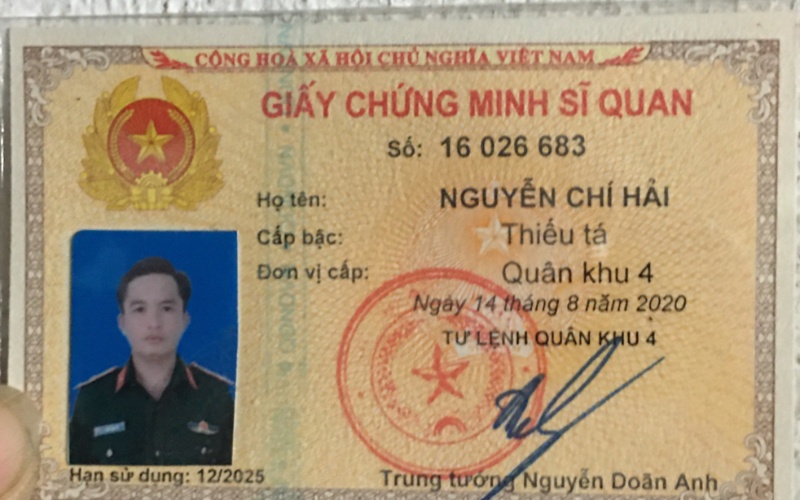 CỘNG HOÀ XÃ HỘI CHỦ NGHĨA VIỆT NAM
GIẤY CHỨNG MINH SĨ QUAN
Số: 16 026 683
Họ tên: NGUYỄN CHÍ HẢI
Cấp bậc: Thiếu tá
Đơn vị cấp: Quân khu 4
Ngày 14 tháng 8 năm 2020
TƯ LỆNH QUÂN KHU 4
Hạn sử dụng: 12/2025
Trung tướng Nguyễn Doãn Anh